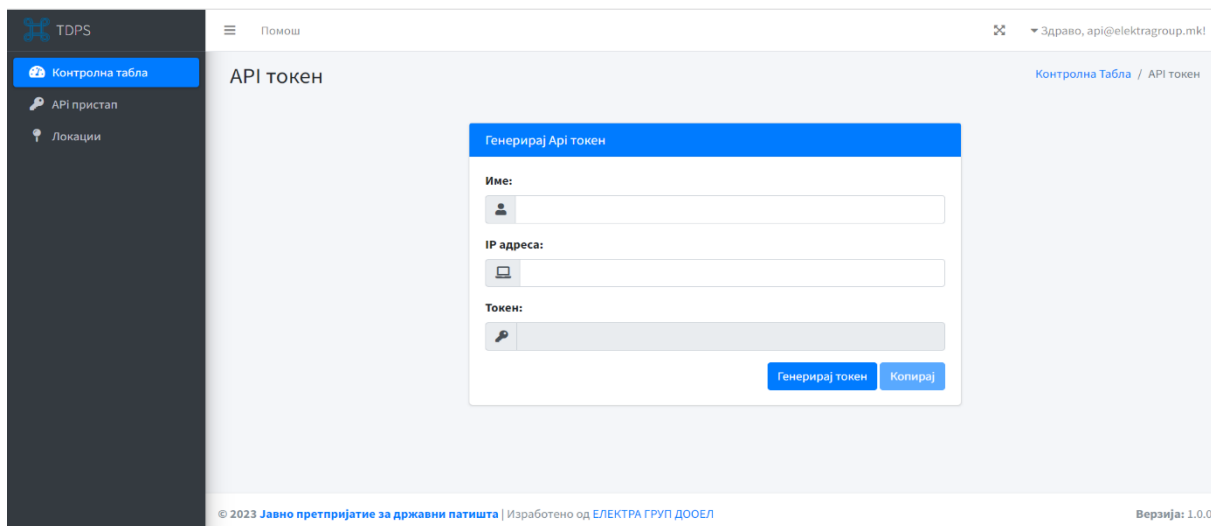 TDPS
Помош
Здраво, api@elektragroup.mk!
Контролна табла
APi пристап
Локации
API токен
Контролна Табла / API токен
Генерирај Api токен
Име:
IP адреса:
Токен:
Генерирај токен Копирај
© 2023 Јавно претпријатие за државни патишта | Изработено од ЕЛЕКТРА ГРУП ДООЕЛ
Верзија: 1.0.0